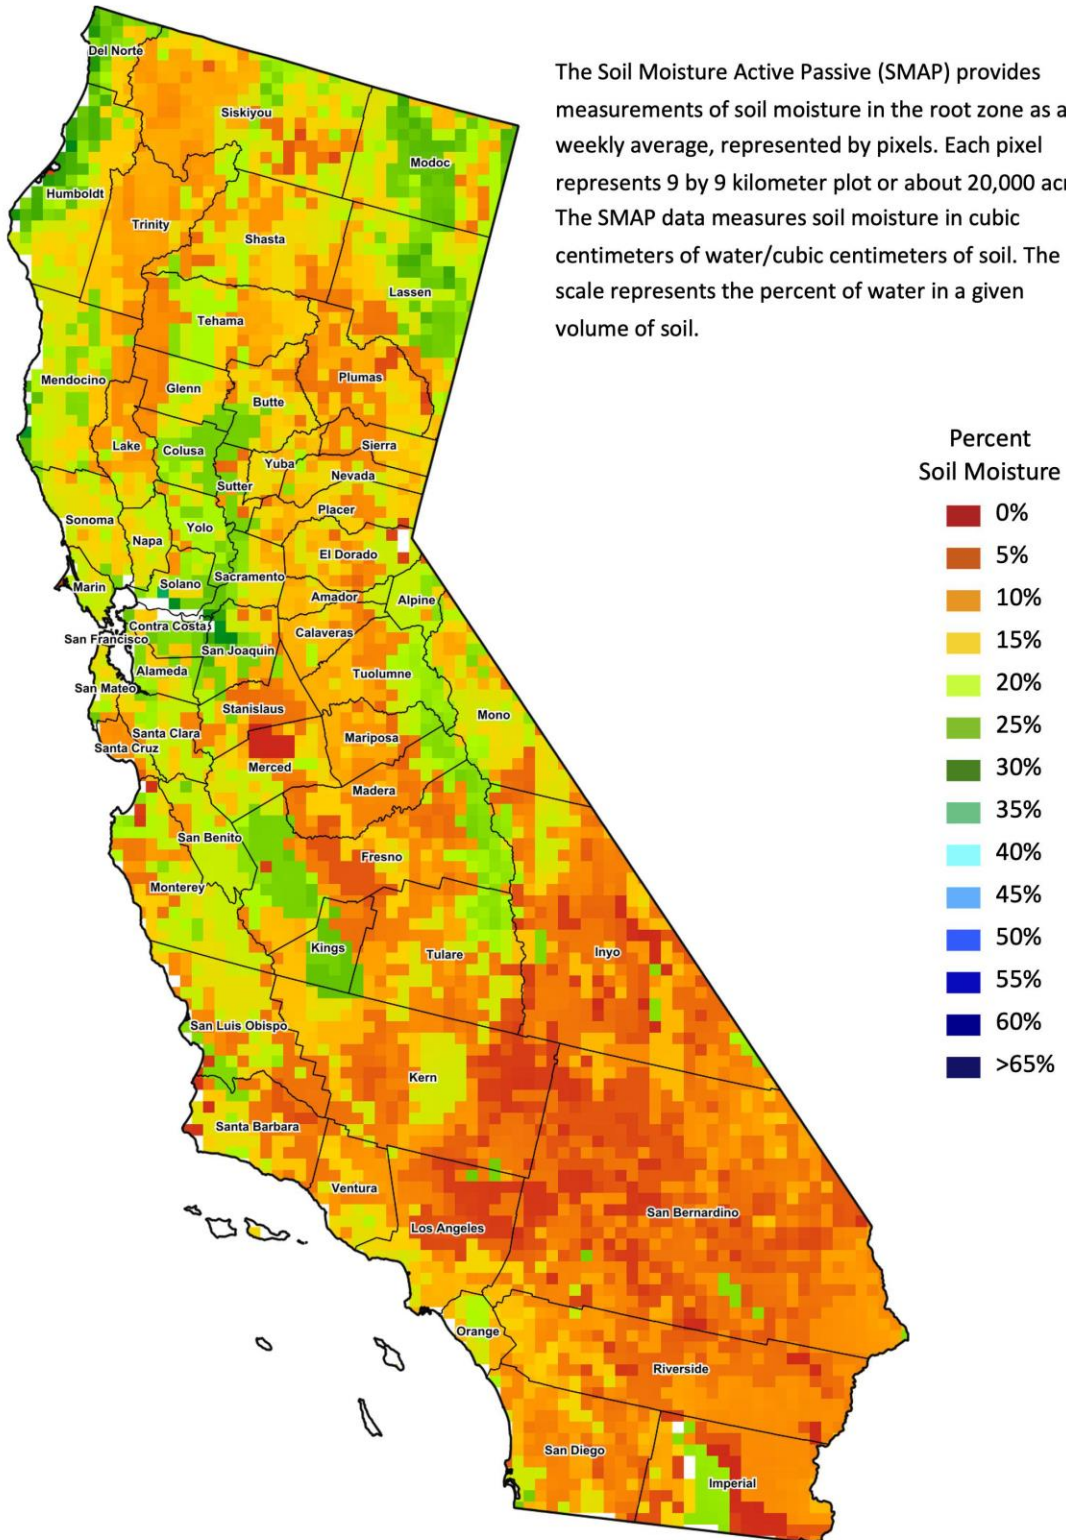 The Soil Moisture Active Passive (SMAP) provides
measurements of soil moisture in the root zone as a
weekly average, represented by pixels. Each pixel
represents 9 by 9 kilometer plot or about 20,000 acr
The SMAP data measures soil moisture in cubic
centimeters of water/cubic centimeters of soil. The
scale represents the percent of water in a given
volume of soil.
Percent
Soil Moisture
0%
5%
10%
15%
20%
25%
30%
35%
40%
45%
50%
55%
60%
>65%
Del Norte
Siskiyou
Modoc
Humboldt
Trinity
Shasta
Lassen
Tehama
Mendocino
Glenn
Butte
Plumas
Lake
Colusa
Sierra
Yuba
Nevada
Sutter
Placer
Sonoma
Yolo
Napa
El Dorado
Sacramento
Solano
Marin
Amador
Alpine
Contra Costa
Calaveras
San Francisco
San Joaquin
Alameda
Tuolumne
San Mateo
Stanislaus
Mono
Santa Clara
Mariposa
Santa Cruz
Merced
Madera
San Benito
Fresno
Monterey
Kings
Tulare
Inyo
San Luis Obispo
Kern
Santa Barbara
Ventura
San Bernardino
Los Angeles
Orange
Riverside
San Diego
Imperial